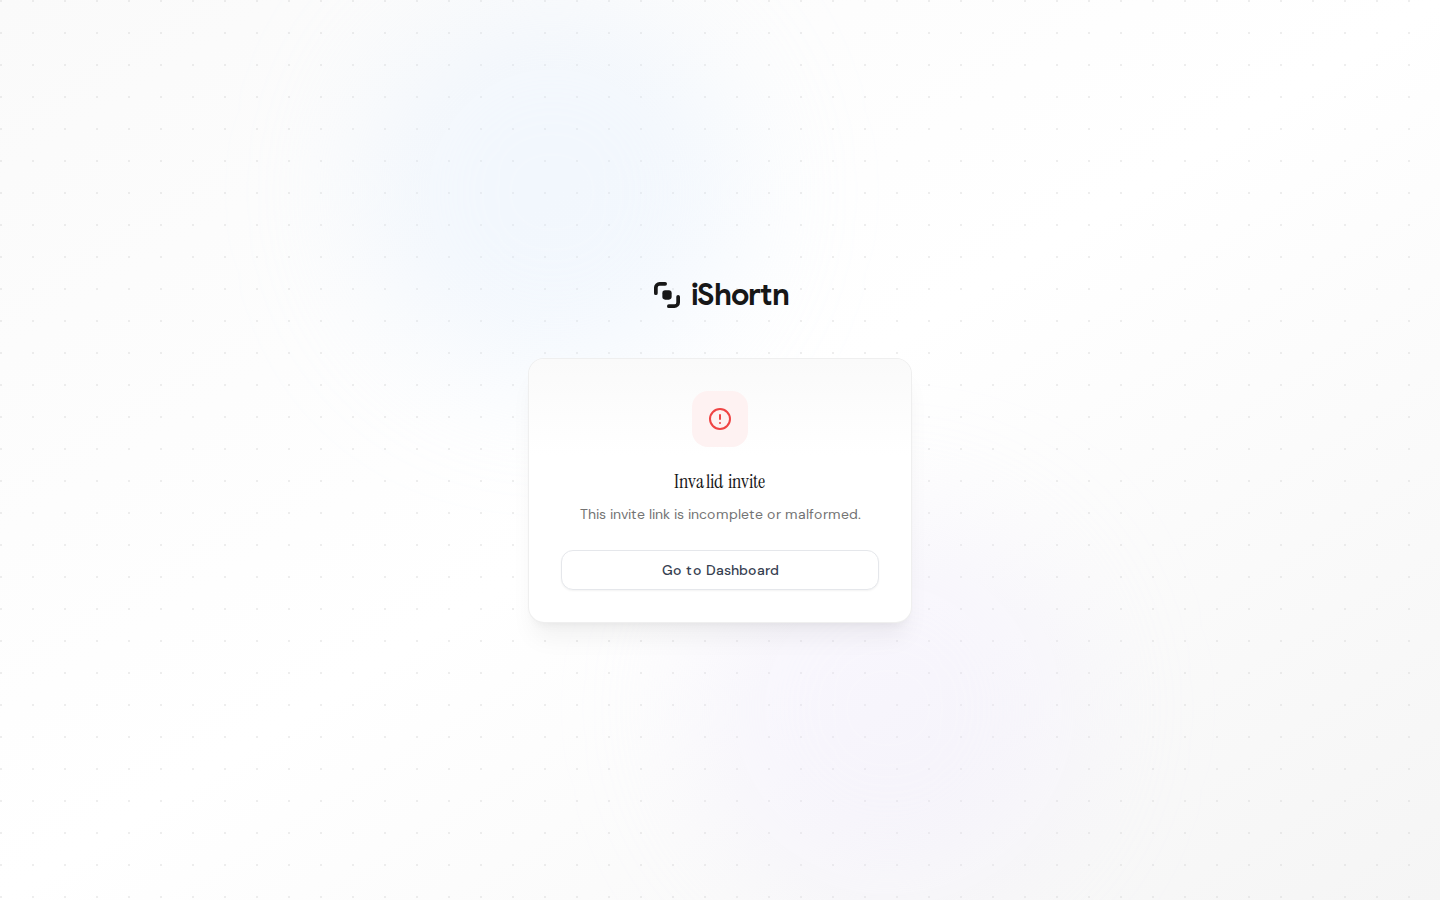 iShortn
Invalid invite
This invite link is incomplete or malformed.
Go to Dashboard